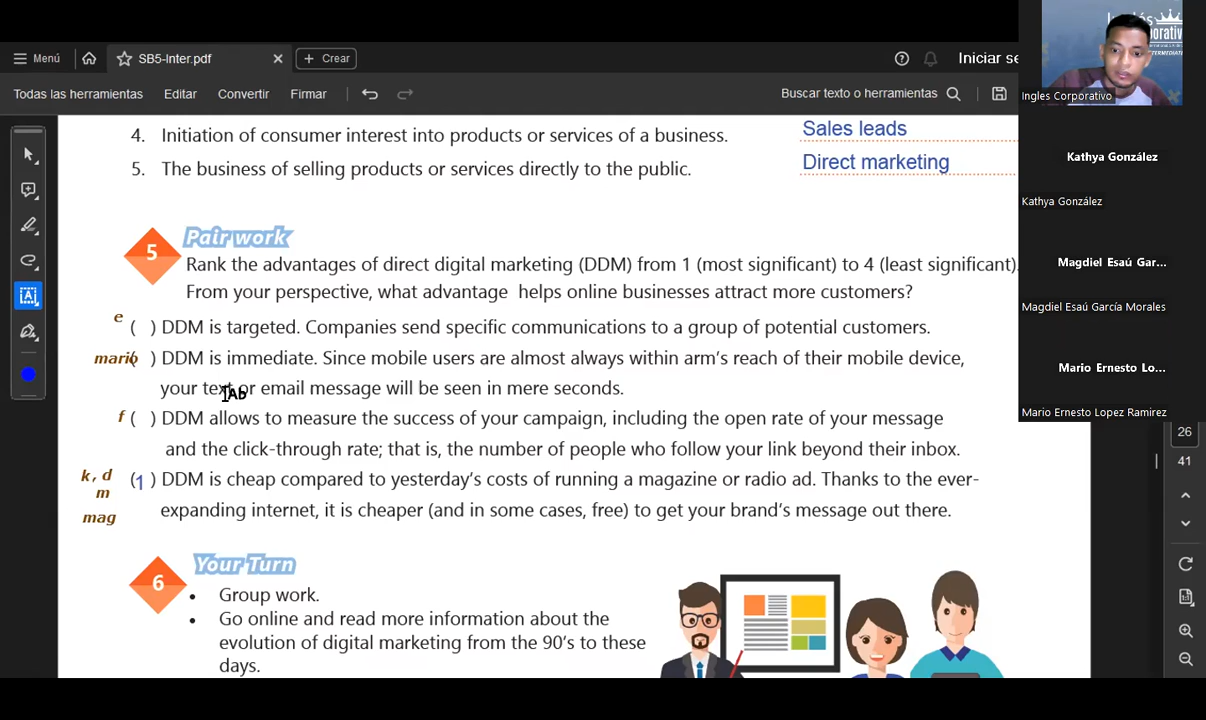 Menú
SB5-Inter.pdf
Crear
Iniciar se
Todas las herramientas
Editar
Convertir
Firmar
Buscar texto o herramientas
4. Initiation of consumer interest into products or services of a business.
Sales leads
5. The business of selling products or services directly to the public.
Direct marketing
5
Pair work
Rank the advantages of direct digital marketing (DDM) from 1 (most significant) to 4 (least significant).
From your perspective, what advantage helps online businesses attract more customers?
e
( ) DDM is targeted. Companies send specific communications to a group of potential customers.
mario
( ) DDM is immediate. Since mobile users are almost always within arm's reach of their mobile device,
your text or email message will be seen in mere seconds.
f
( ) DDM allows to measure the success of your campaign, including the open rate of your message
and the click-through rate; that is, the number of people who follow your link beyond their inbox.
k, d
m
mag
(1) DDM is cheap compared to yesterday's costs of running a magazine or radio ad. Thanks to the ever-
expanding internet, it is cheaper (and in some cases, free) to get your brand's message out there.
6
Your Turn
• Group work.
• Go online and read more information about the
evolution of digital marketing from the 90's to these
days.
Ingles Corporativo
Kathya González
Kathya González
Magdiel Esaú Gar...
Magdiel Esaú García Morales
Mario Ernesto Lo...
Mario Ernesto Lopez Ramirez
26
41